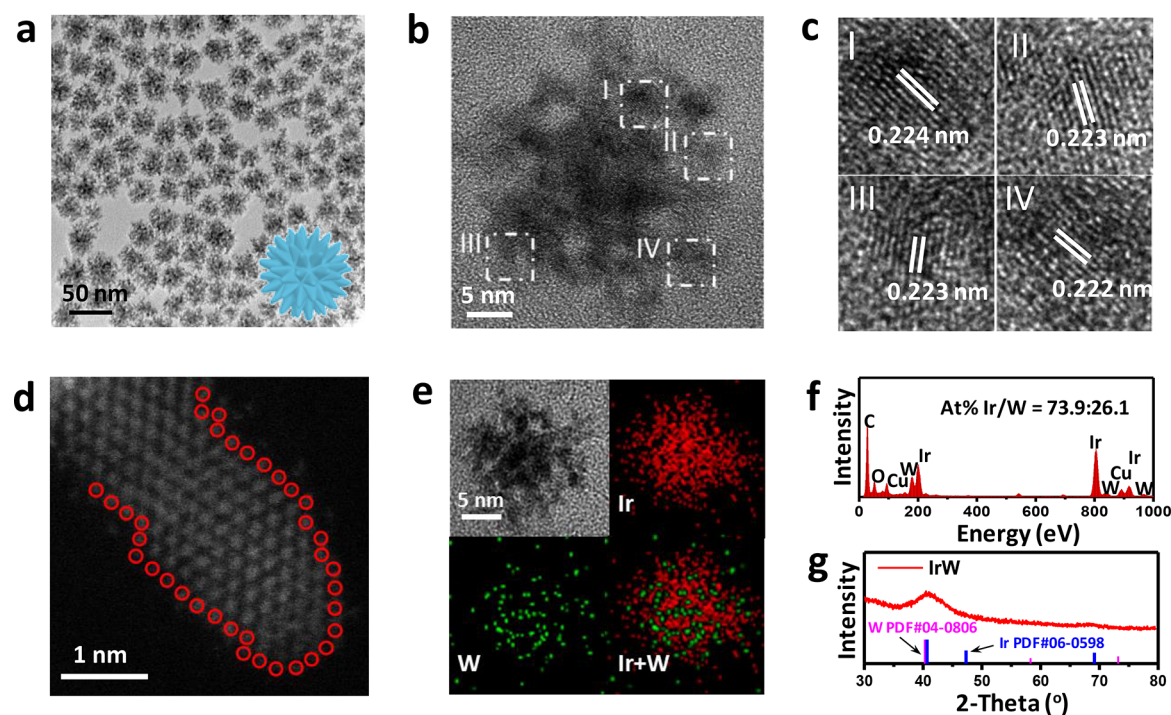 a
50 nm
b
I
II
III
IV
5 nm
c
I
0.224 nm
II
0.223 nm
III
0.223 nm
IV
0.222 nm
d
1 nm
e
5 nm
Ir
W
Ir+W
f
Intensity
At% Ir/W = 73.9:26.1
C
O
Cu
W
Ir
Ir
W
Cu
Ir
W
0 200 400 600 800 1000
Energy (eV)
g
Intensity
IrW
W PDF#04-0806
Ir PDF#06-0598
30 40 50 60 70 80
2-Theta (°)